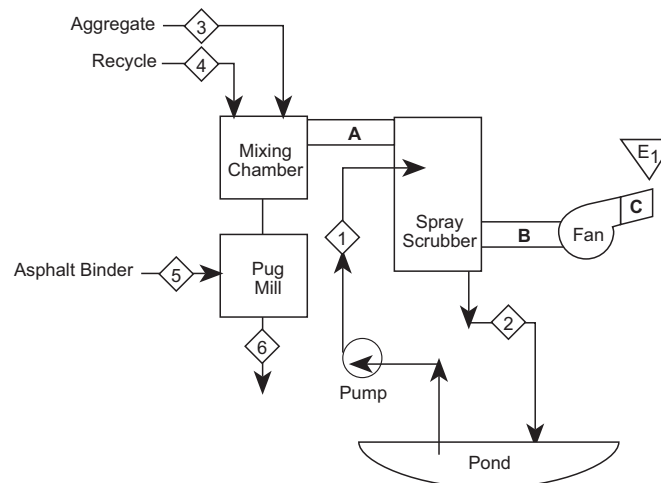 Aggregate
3
Recycle
4
Mixing
Chamber
A
E1
C
Spray
Scrubber
B
Fan
1
Asphalt Binder
5
Pug
Mill
2
6
Pump
Pond